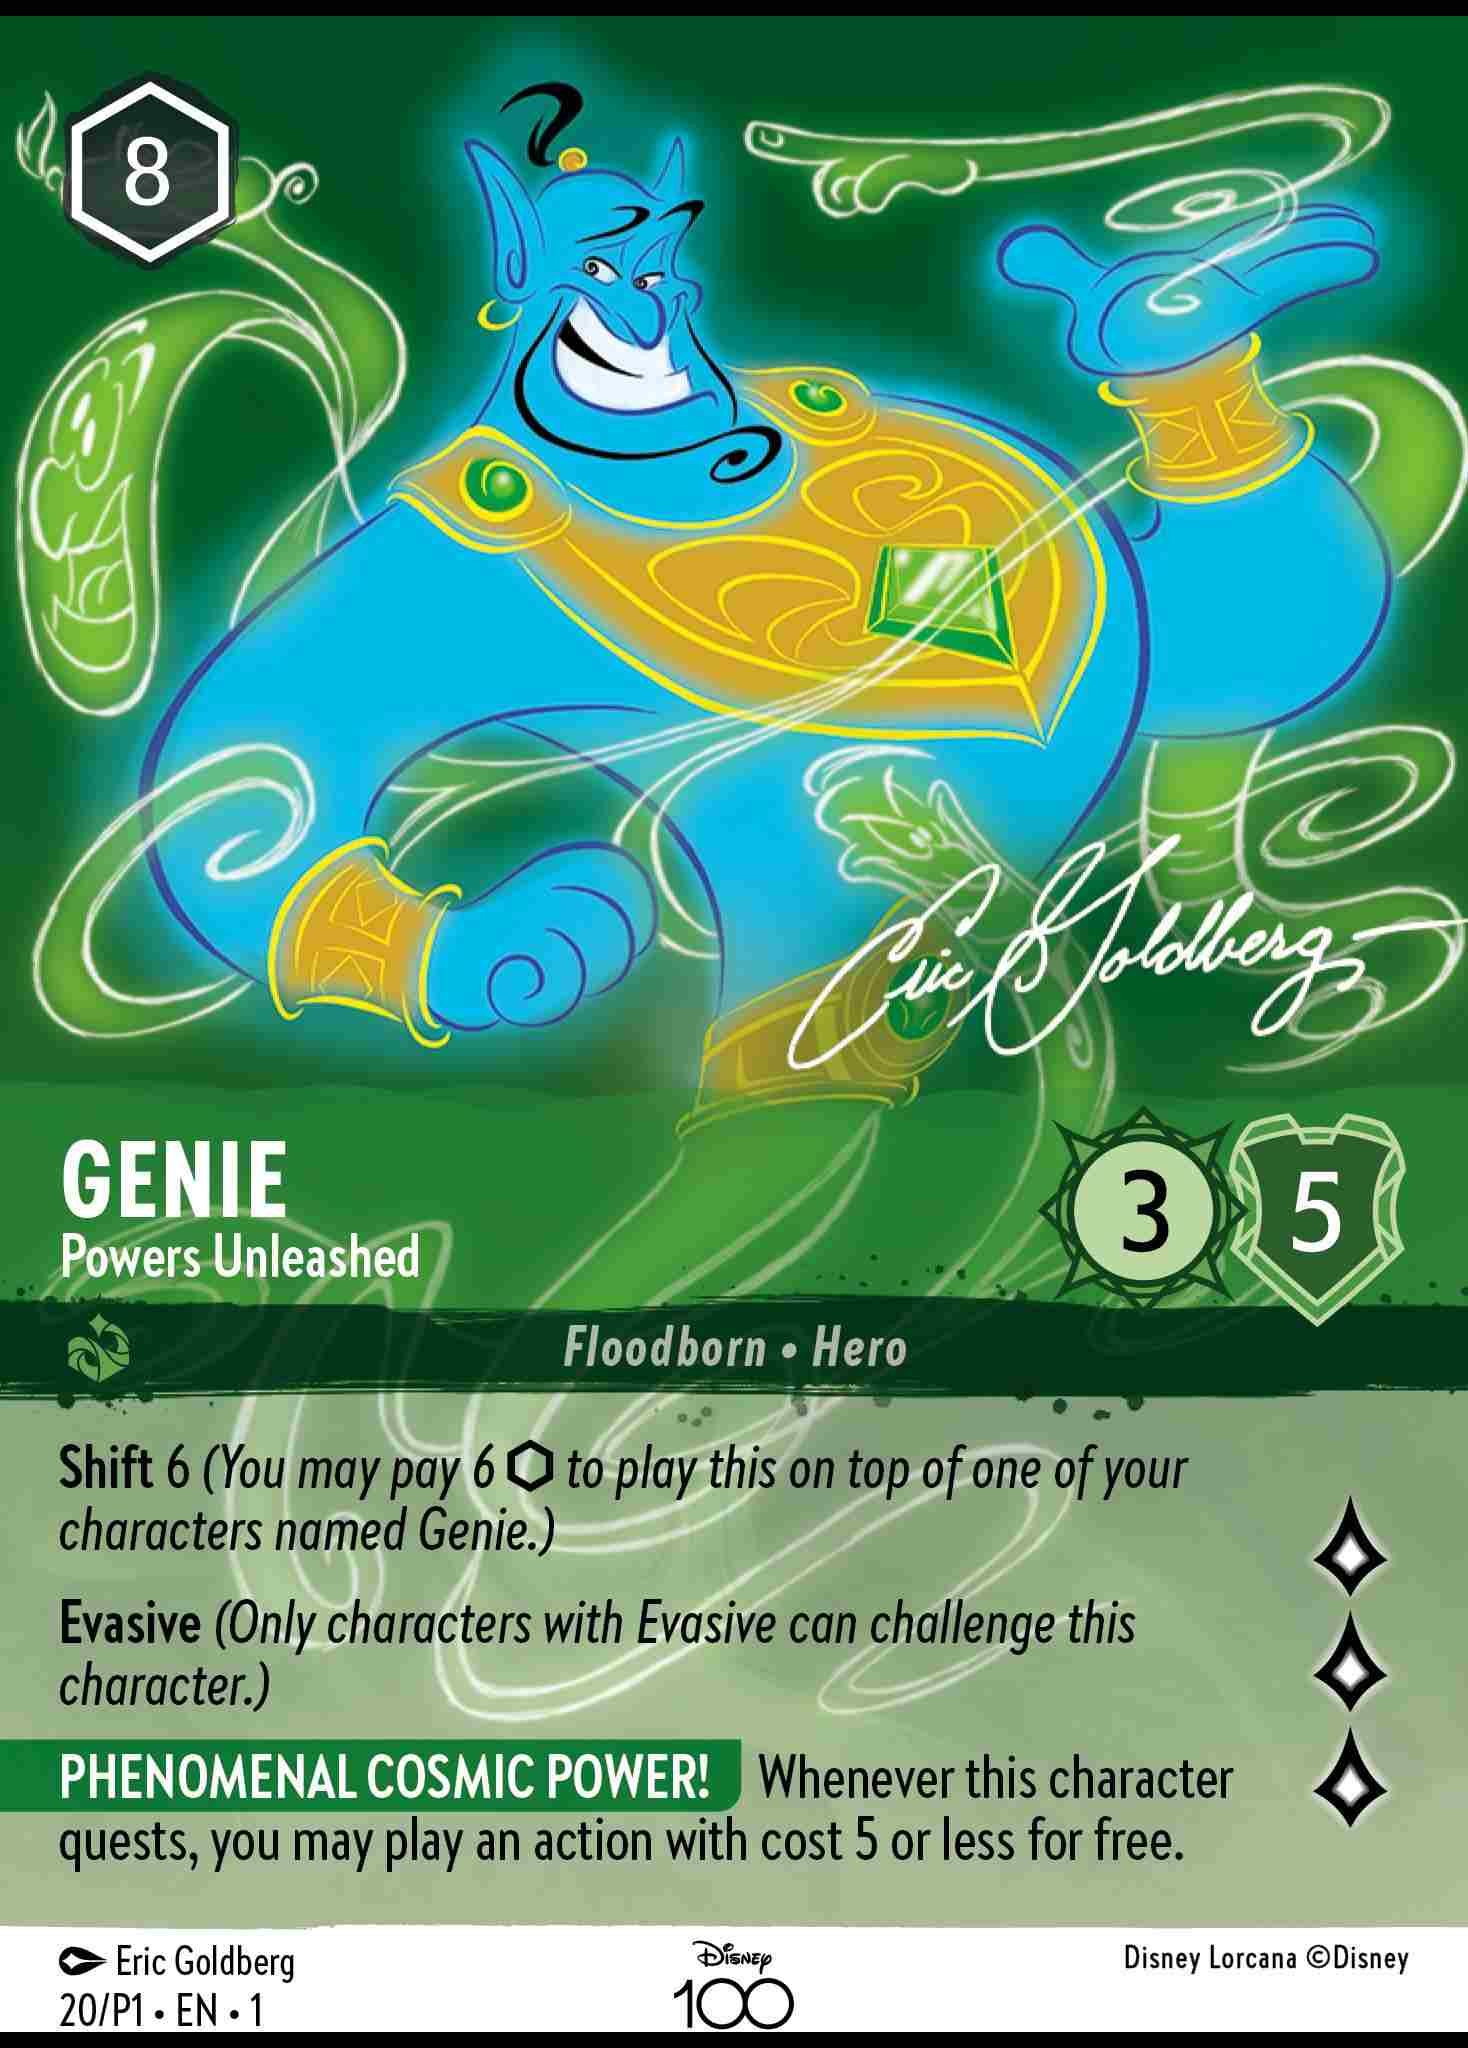 8
Eric Goldberg
GENIE
Powers Unleashed
3
5
Floodborn • Hero
Shift 6 (You may pay 6 ⬡ to play this on top of one of your
characters named Genie.)
Evasive (Only characters with Evasive can challenge this
character.)
PHENOMENAL COSMIC POWER! Whenever this character
quests, you may play an action with cost 5 or less for free.
Eric Goldberg
20/P1 • EN • 1
Disney
100
Disney Lorcana ©Disney